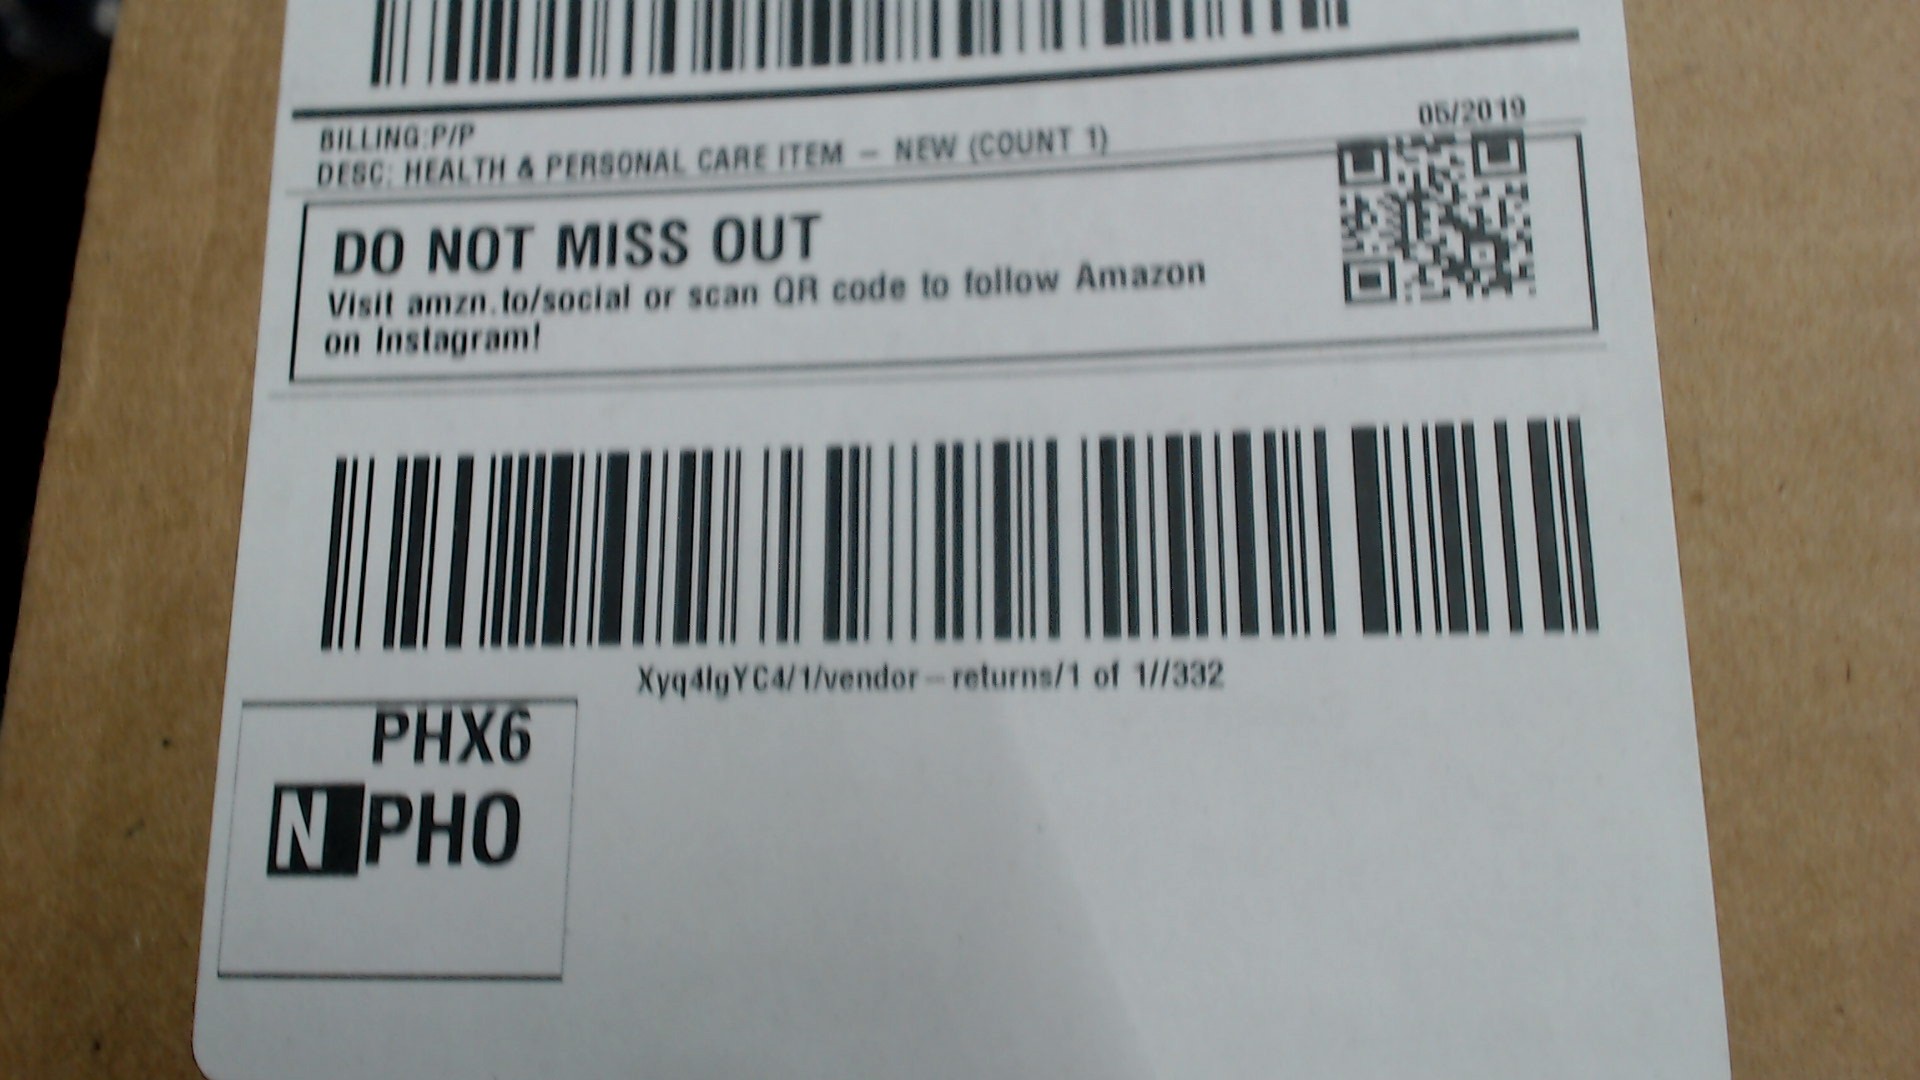 BILLING:P/P
DESC: HEALTH & PERSONAL CARE ITEM - NEW (COUNT 1)
05/2019
DO NOT MISS OUT
Visit amzn.to/social or scan QR code to follow Amazon
on Instagram!
Xyq4lgYC4/1/vendor-returns/1 of 1//332
PHX6
N PHO